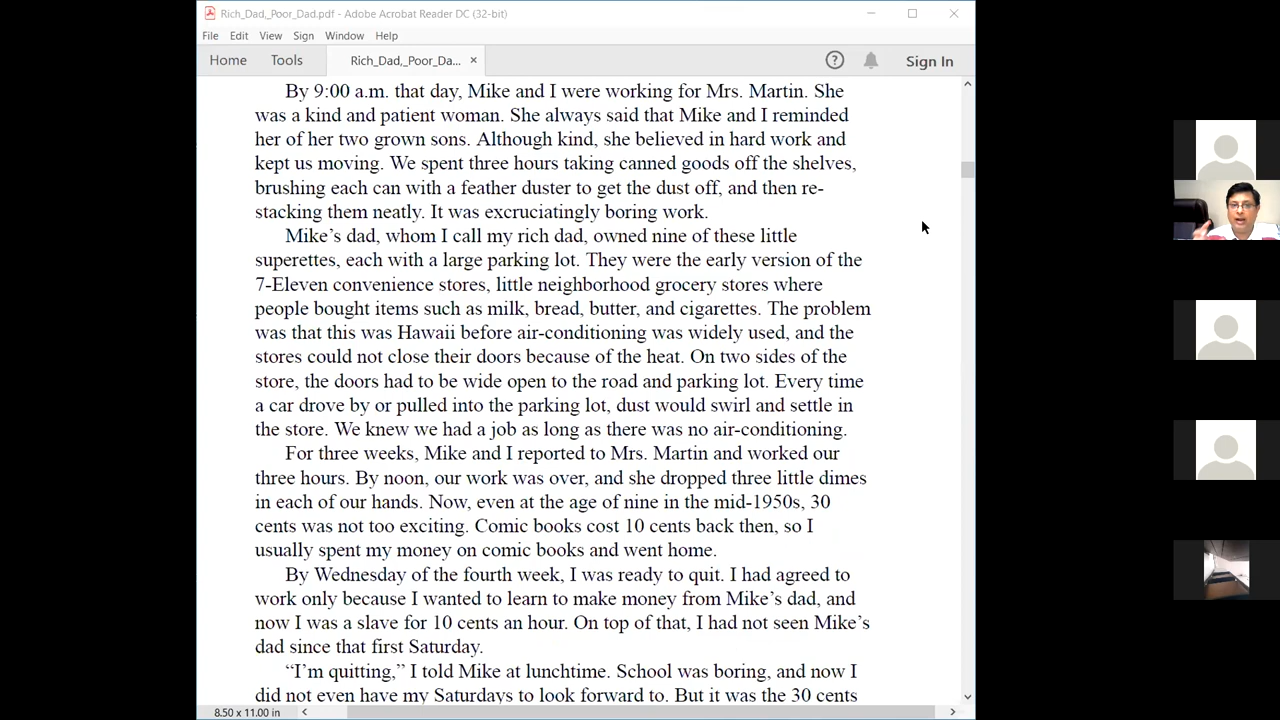 Rich_Dad,_Poor_Dad.pdf - Adobe Acrobat Reader DC (32-bit)
File Edit View Sign Window Help
Home Tools Rich_Dad,_Poor_Da... × Sign In
By 9:00 a.m. that day, Mike and I were working for Mrs. Martin. She
was a kind and patient woman. She always said that Mike and I reminded
her of her two grown sons. Although kind, she believed in hard work and
kept us moving. We spent three hours taking canned goods off the shelves,
brushing each can with a feather duster to get the dust off, and then re-
stacking them neatly. It was excruciatingly boring work.
Mike’s dad, whom I call my rich dad, owned nine of these little
superettes, each with a large parking lot. They were the early version of the
7-Eleven convenience stores, little neighborhood grocery stores where
people bought items such as milk, bread, butter, and cigarettes. The problem
was that this was Hawaii before air-conditioning was widely used, and the
stores could not close their doors because of the heat. On two sides of the
store, the doors had to be wide open to the road and parking lot. Every time
a car drove by or pulled into the parking lot, dust would swirl and settle in
the store. We knew we had a job as long as there was no air-conditioning.
For three weeks, Mike and I reported to Mrs. Martin and worked our
three hours. By noon, our work was over, and she dropped three little dimes
in each of our hands. Now, even at the age of nine in the mid-1950s, 30
cents was not too exciting. Comic books cost 10 cents back then, so I
usually spent my money on comic books and went home.
By Wednesday of the fourth week, I was ready to quit. I had agreed to
work only because I wanted to learn to make money from Mike’s dad, and
now I was a slave for 10 cents an hour. On top of that, I had not seen Mike’s
dad since that first Saturday.
“I’m quitting,” I told Mike at lunchtime. School was boring, and now I
did not even have my Saturdays to look forward to. But it was the 30 cents
8.50 x 11.00 in